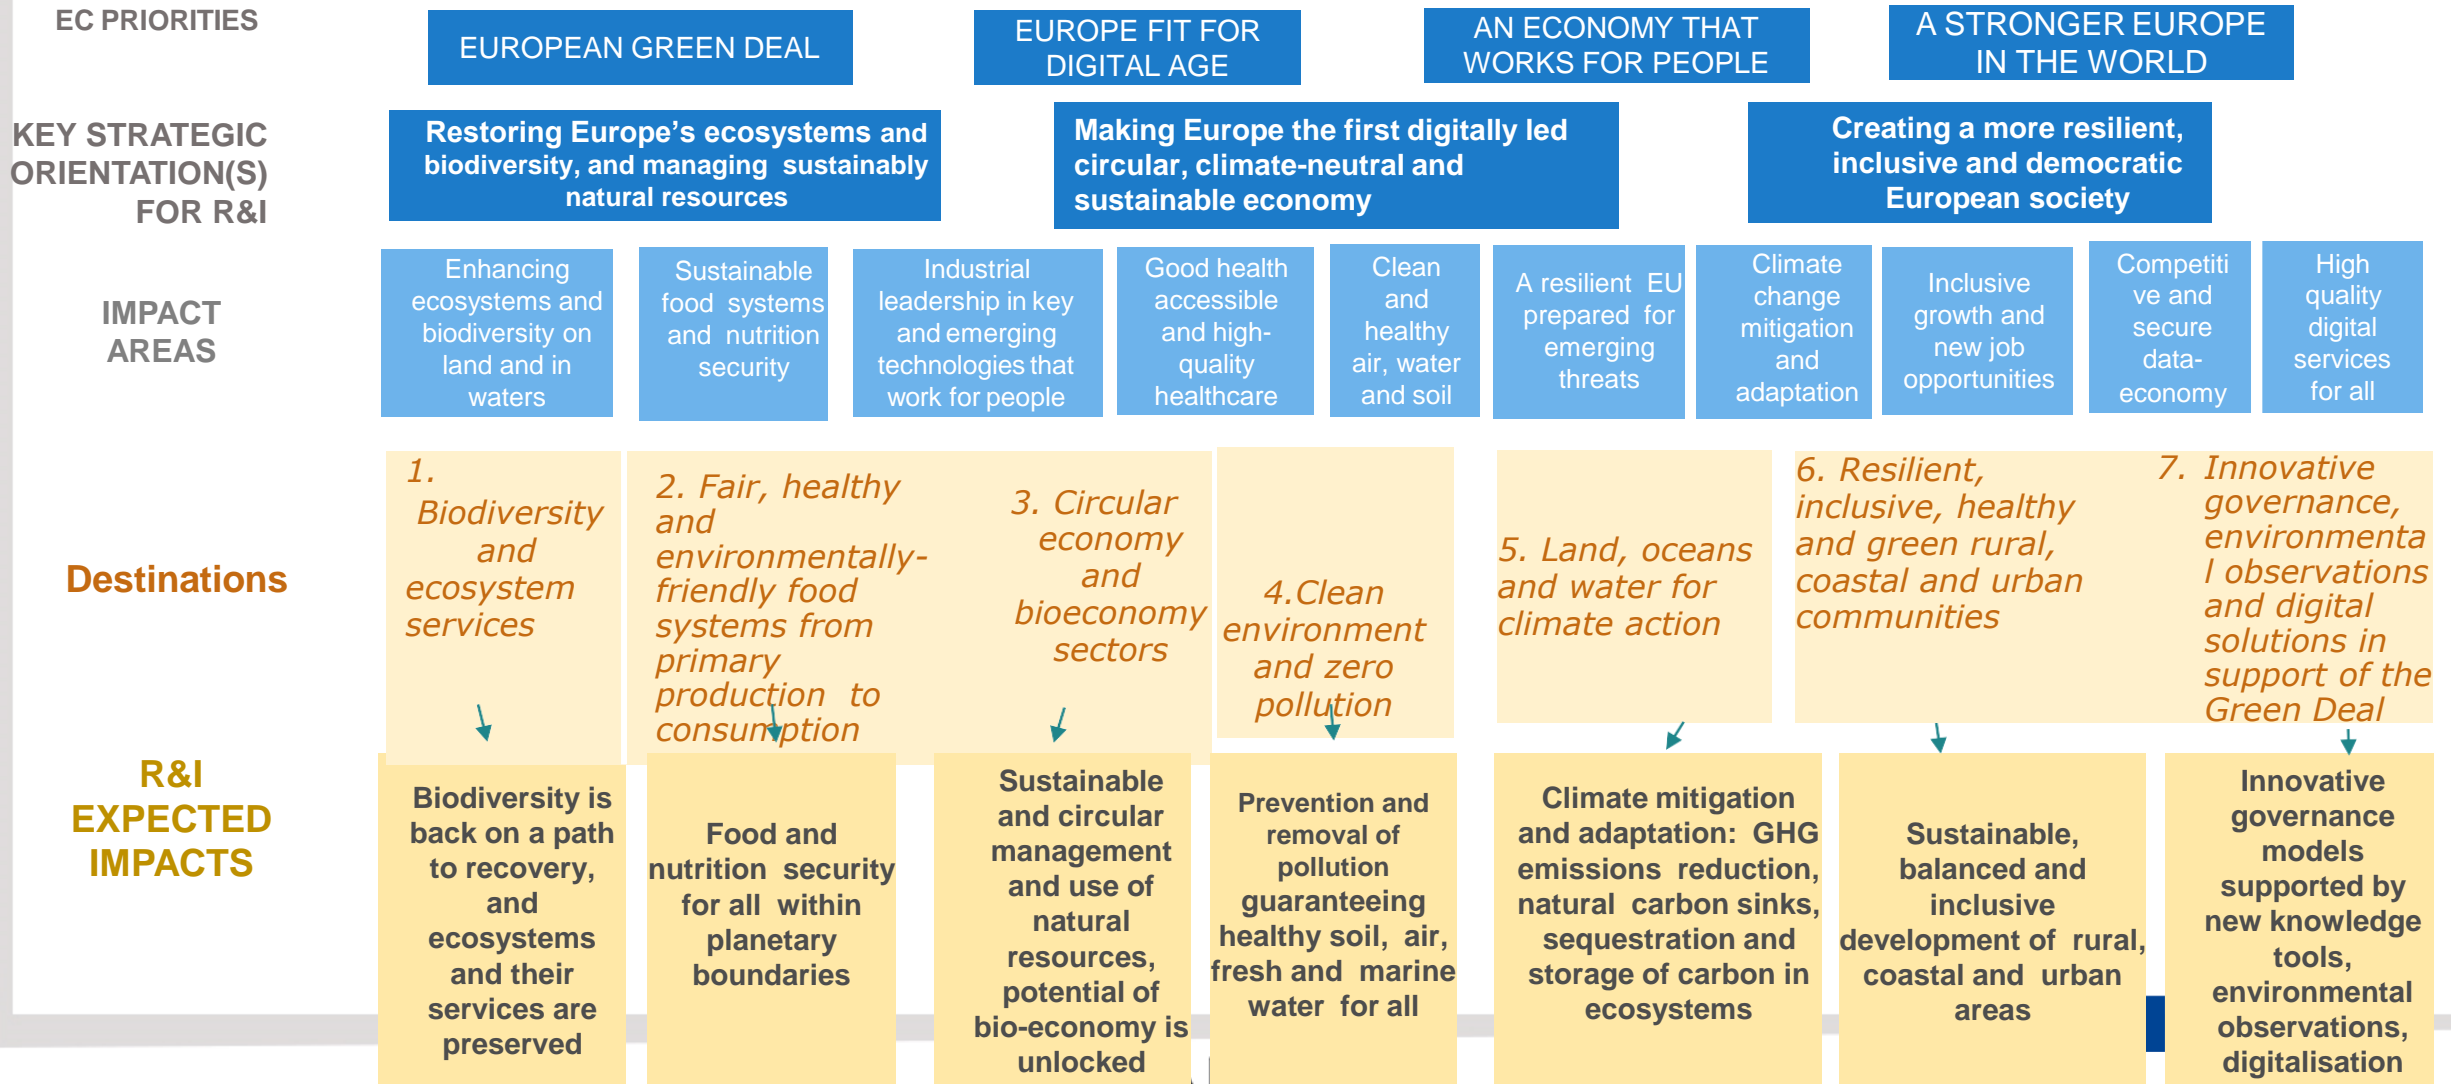 EC PRIORITIES
EUROPEAN GREEN DEAL
EUROPE FIT FOR
DIGITAL AGE
AN ECONOMY THAT
WORKS FOR PEOPLE
A STRONGER EUROPE
IN THE WORLD
KEY STRATEGIC
ORIENTATION(S)
FOR R&I
Restoring Europe's ecosystems and
biodiversity, and managing sustainably
natural resources
Making Europe the first digitally led
circular, climate-neutral and
sustainable economy
Creating a more resilient,
inclusive and democratic
European society
IMPACT
AREAS
Enhancing
ecosystems and
biodiversity on
land and in
waters
Sustainable
food systems
and nutrition
security
Industrial
leadership in key
and emerging
technologies that
work for people
Good health
accessible
and high-
quality
healthcare
Clean
and
healthy
air, water
and soil
A resilient EU
prepared for
emerging
threats
Climate
change
mitigation
and
adaptation
Inclusive
growth and
new job
opportunities
Competiti
ve and
secure
data-
economy
High
quality
digital
services
for all
Destinations
1.
Biodiversity
and
ecosystem
services
2. Fair, healthy
and
environmentally-
friendly food
systems from
primary
production to
consumption
3. Circular
economy
and
bioeconomy
sectors
4.Clean
environment
and zero
pollution
5. Land, oceans
and water for
climate action
6. Resilient,
inclusive, healthy
and green rural,
coastal and urban
communities
7. Innovative
governance,
environmenta
l observations
and digital
solutions in
support of the
Green Deal
R&I
EXPECTED
IMPACTS
Biodiversity is
back on a path
to recovery,
and
ecosystems
and their
services are
preserved
Food and
nutrition security
for all within
planetary
boundaries
Sustainable
and circular
management
and use of
natural
resources,
potential of
bio-economy is
unlocked
Prevention and
removal of
pollution
guaranteeing
healthy soil, air,
fresh and marine
water for all
Climate mitigation
and adaptation: GHG
emissions reduction,
natural carbon sinks,
sequestration and
storage of carbon in
ecosystems
Sustainable,
balanced and
inclusive
development of rural,
coastal and urban
areas
Innovative
governance
models
supported by
new knowledge
tools,
environmental
observations,
digitalisation